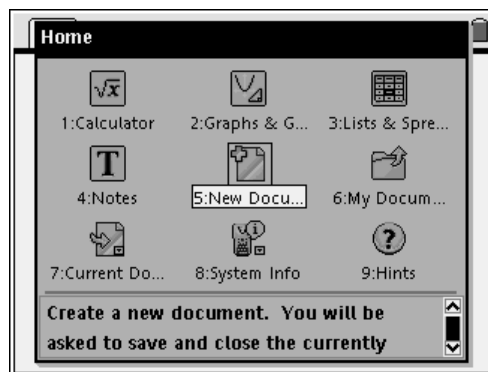 Home
1:Calculator
2:Graphs & G...
3:Lists & Spre...
4:Notes
5:New Docu...
6:My Docum...
7:Current Do...
8:System Info
9:Hints
Create a new document. You will be
asked to save and close the currently